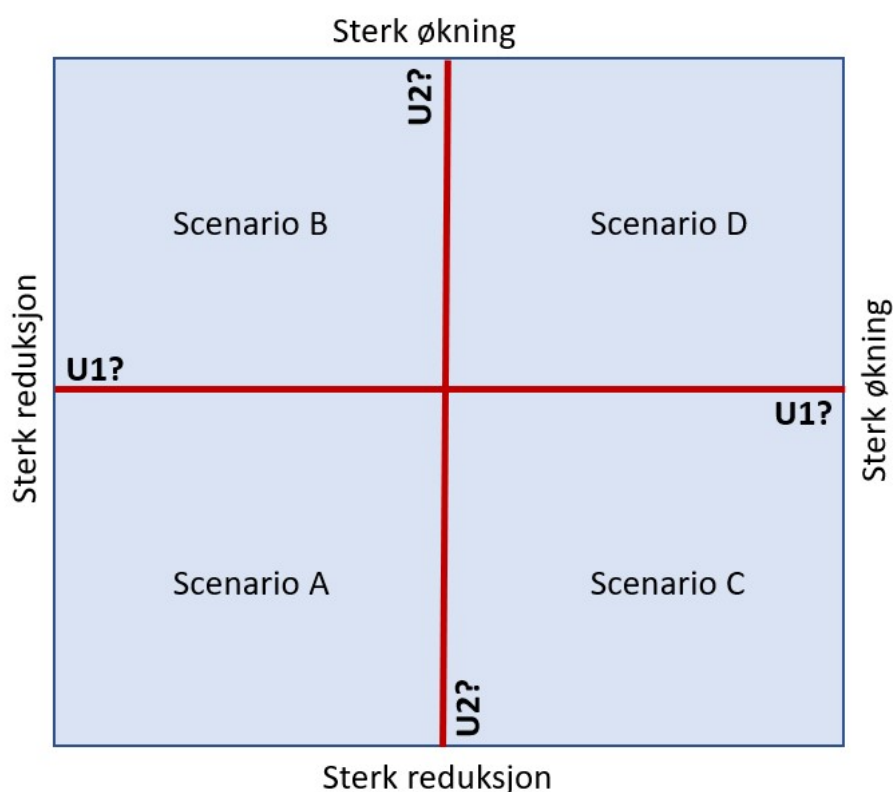 Sterk økning
U2?
Scenario B
Scenario D
Sterk reduksjon
U1?
U1?
Sterk økning
Scenario A
Scenario C
U2?
Sterk reduksjon